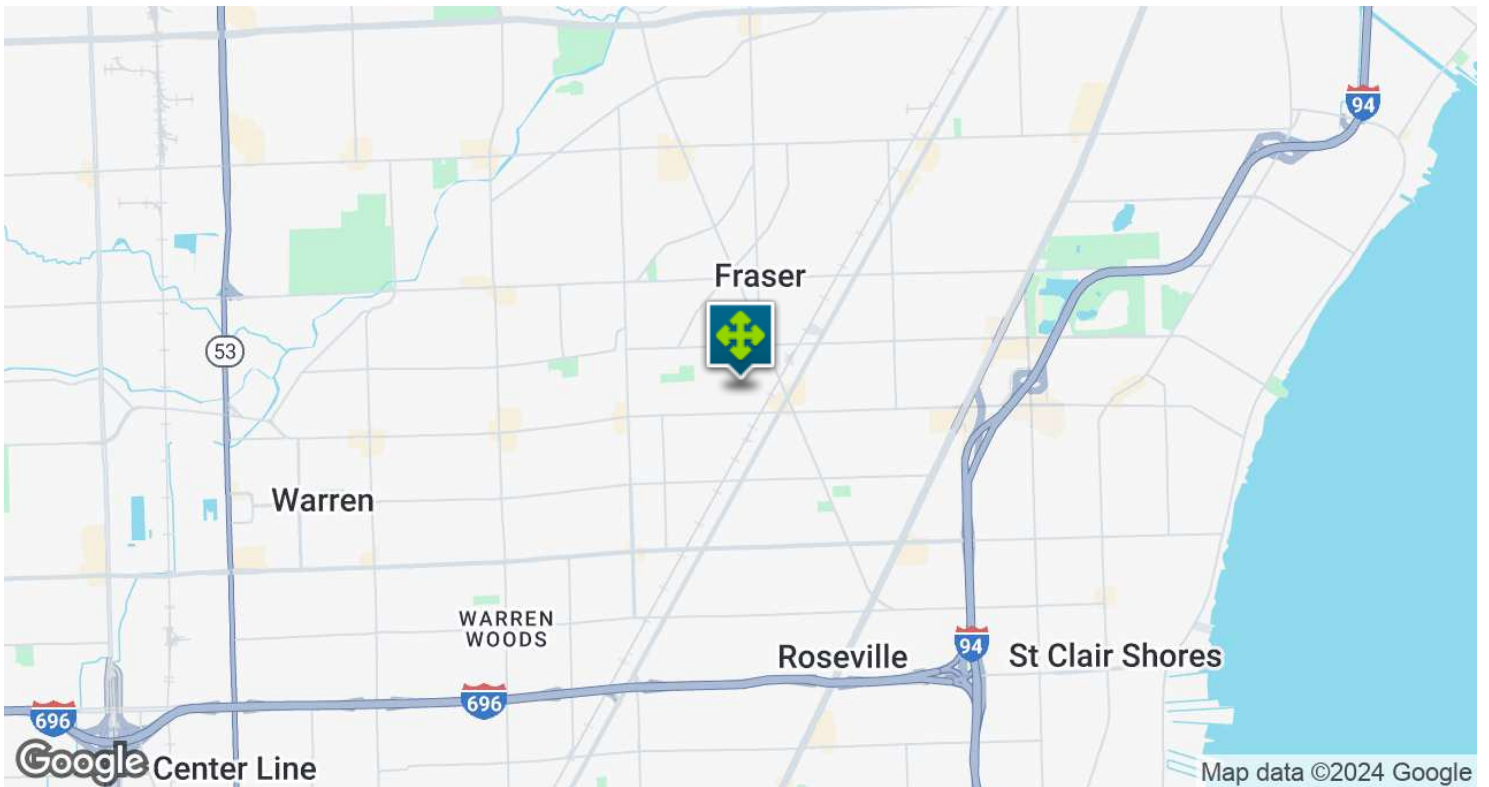 94
Fraser
53
Warren
WARREN
WOODS
Roseville
94
St Clair Shores
696
696
Google
Center Line
Map data ©2024 Google